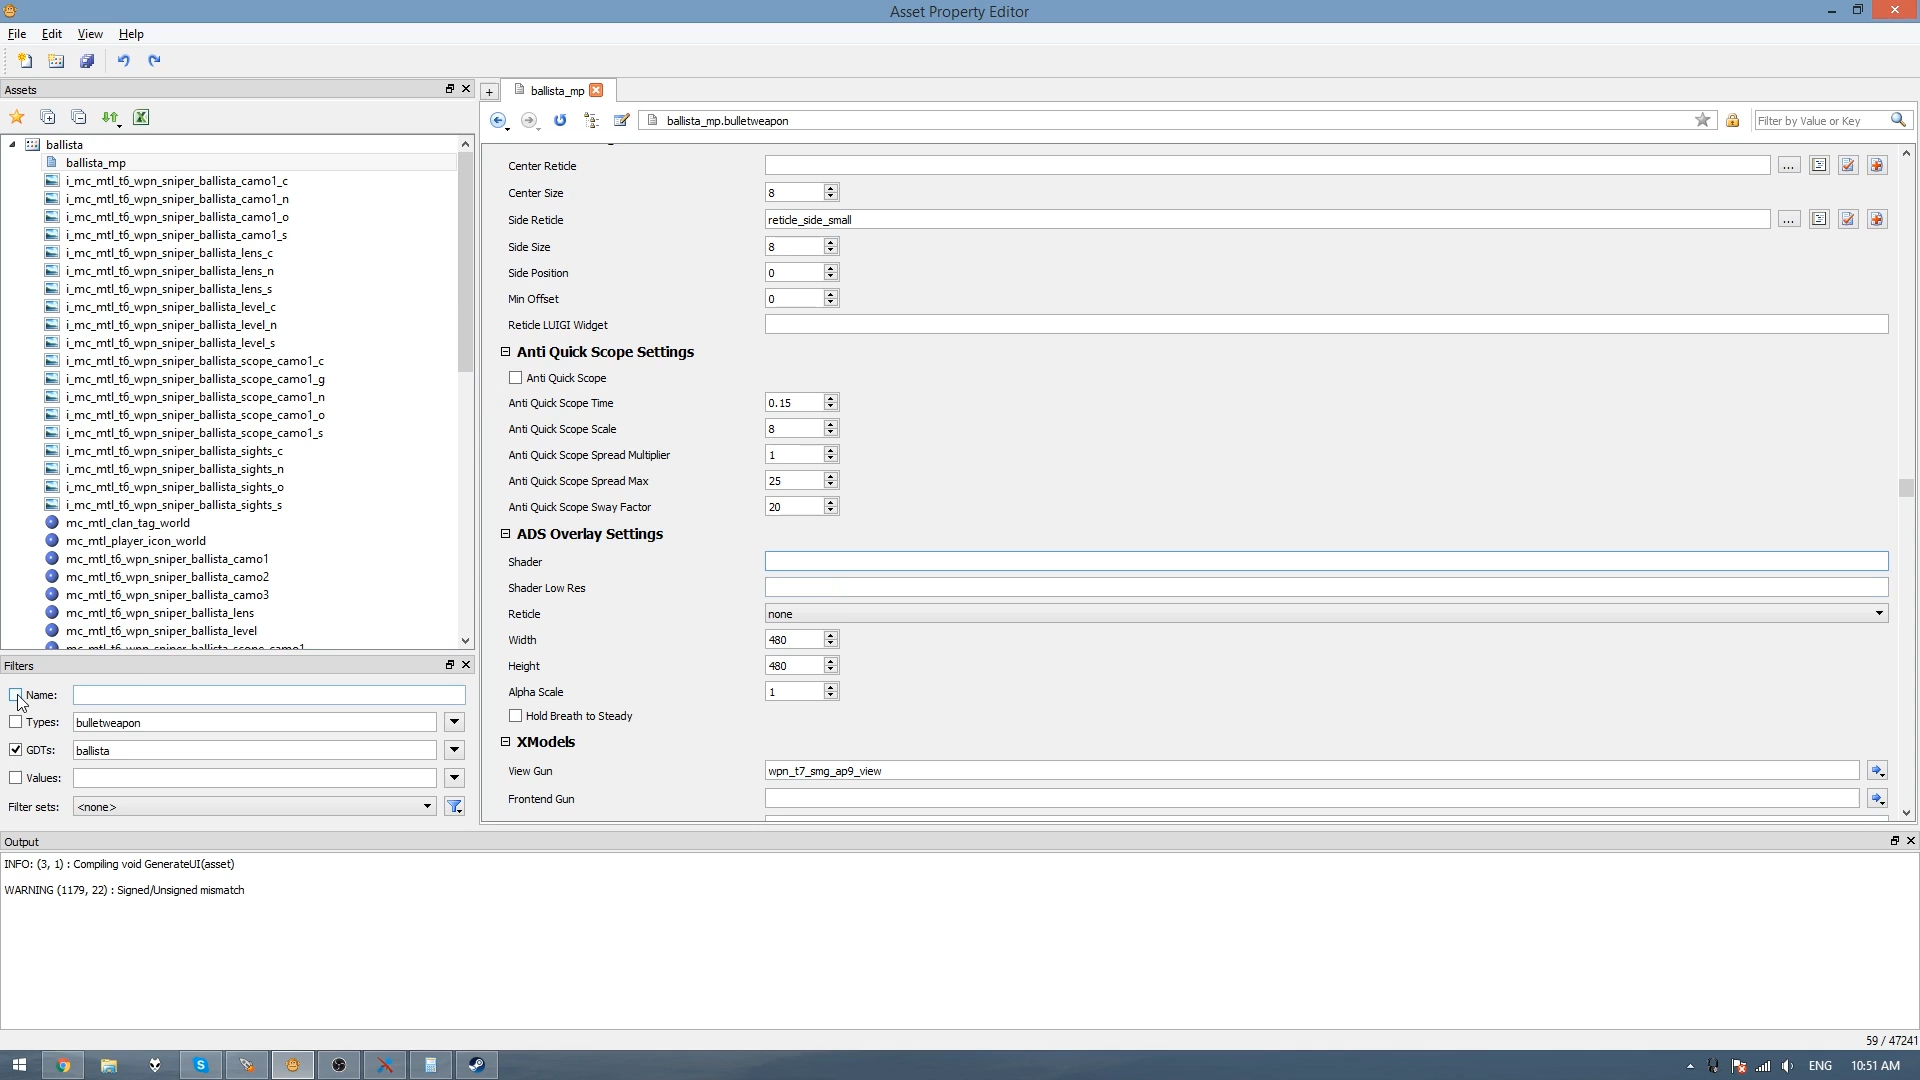 Asset Property Editor
File Edit View Help
Assets
ballista
ballista_mp
i_mc_mtl_t6_wpn_sniper_ballista_camo1_c
i_mc_mtl_t6_wpn_sniper_ballista_camo1_n
i_mc_mtl_t6_wpn_sniper_ballista_camo1_o
i_mc_mtl_t6_wpn_sniper_ballista_camo1_s
i_mc_mtl_t6_wpn_sniper_ballista_lens_c
i_mc_mtl_t6_wpn_sniper_ballista_lens_n
i_mc_mtl_t6_wpn_sniper_ballista_lens_s
i_mc_mtl_t6_wpn_sniper_ballista_level_c
i_mc_mtl_t6_wpn_sniper_ballista_level_n
i_mc_mtl_t6_wpn_sniper_ballista_level_s
i_mc_mtl_t6_wpn_sniper_ballista_scope_camo1_c
i_mc_mtl_t6_wpn_sniper_ballista_scope_camo1_g
i_mc_mtl_t6_wpn_sniper_ballista_scope_camo1_n
i_mc_mtl_t6_wpn_sniper_ballista_scope_camo1_o
i_mc_mtl_t6_wpn_sniper_ballista_scope_camo1_s
i_mc_mtl_t6_wpn_sniper_ballista_sights_c
i_mc_mtl_t6_wpn_sniper_ballista_sights_n
i_mc_mtl_t6_wpn_sniper_ballista_sights_o
i_mc_mtl_t6_wpn_sniper_ballista_sights_s
mc_mtl_clan_tag_world
mc_mtl_player_icon_world
mc_mtl_t6_wpn_sniper_ballista_camo1
mc_mtl_t6_wpn_sniper_ballista_camo2
mc_mtl_t6_wpn_sniper_ballista_camo3
mc_mtl_t6_wpn_sniper_ballista_lens
mc_mtl_t6_wpn_sniper_ballista_level
mc_mtl_t6_wpn_sniper_ballista_scope_camo1
Filters
Name:
Types: bulletweapon
GDTs: ballista
Values:
Filter sets: <none>
+ ballista_mp
ballista_mp.bulletweapon Filter by Value or Key
Center Reticle ...
Center Size 8
Side Reticle reticle_side_small ...
Side Size 8
Side Position 0
Min Offset 0
Reticle LUIGI Widget
Anti Quick Scope Settings
Anti Quick Scope
Anti Quick Scope Time 0.15
Anti Quick Scope Scale 8
Anti Quick Scope Spread Multiplier 1
Anti Quick Scope Spread Max 25
Anti Quick Scope Sway Factor 20
ADS Overlay Settings
Shader
Shader Low Res
Reticle none
Width 480
Height 480
Alpha Scale 1
Hold Breath to Steady
XModels
View Gun wpn_t7_smg_ap9_view
Frontend Gun
Output
INFO: (3, 1) : Compiling void GenerateUI(asset)
WARNING (1179, 22) : Signed/Unsigned mismatch
59 / 47241
ENG 10:51 AM